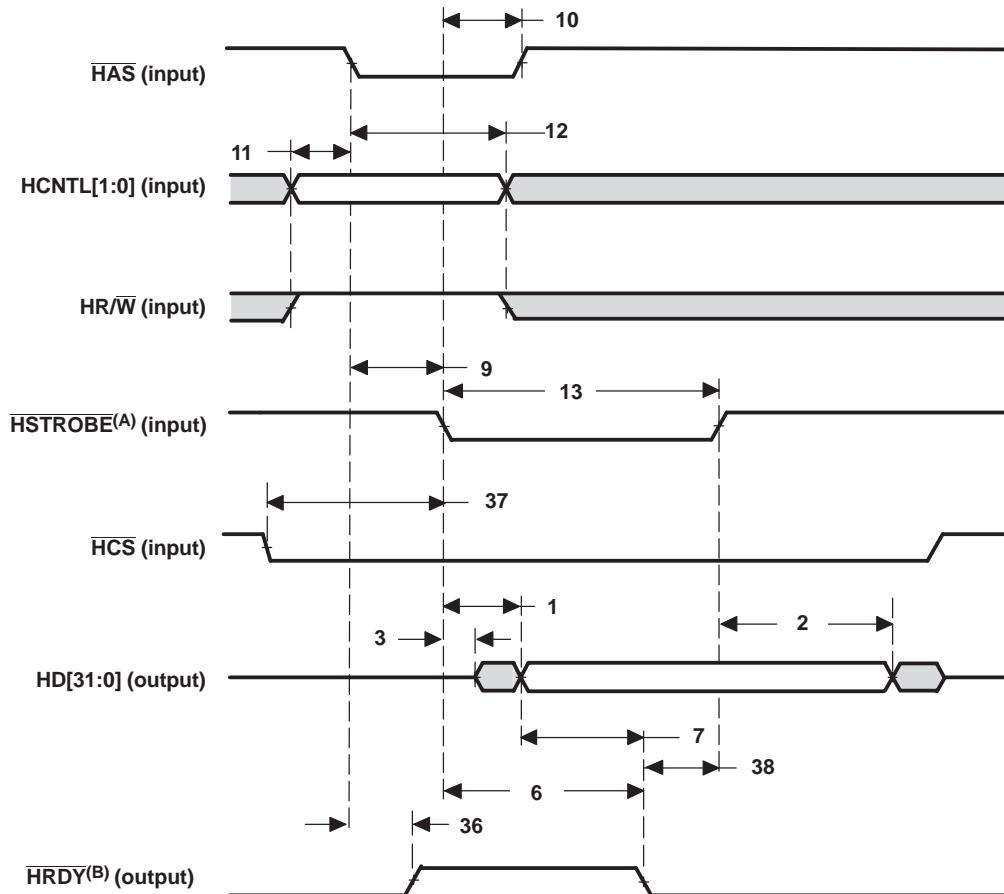 10
HAS (input)
11
12
HCNTL[1:0] (input)
HR/W (input)
9
13
HSTROBE(A) (input)
37
HCS (input)
1
3
2
HD[31:0] (output)
7
38
6
36
HRDY(B) (output)